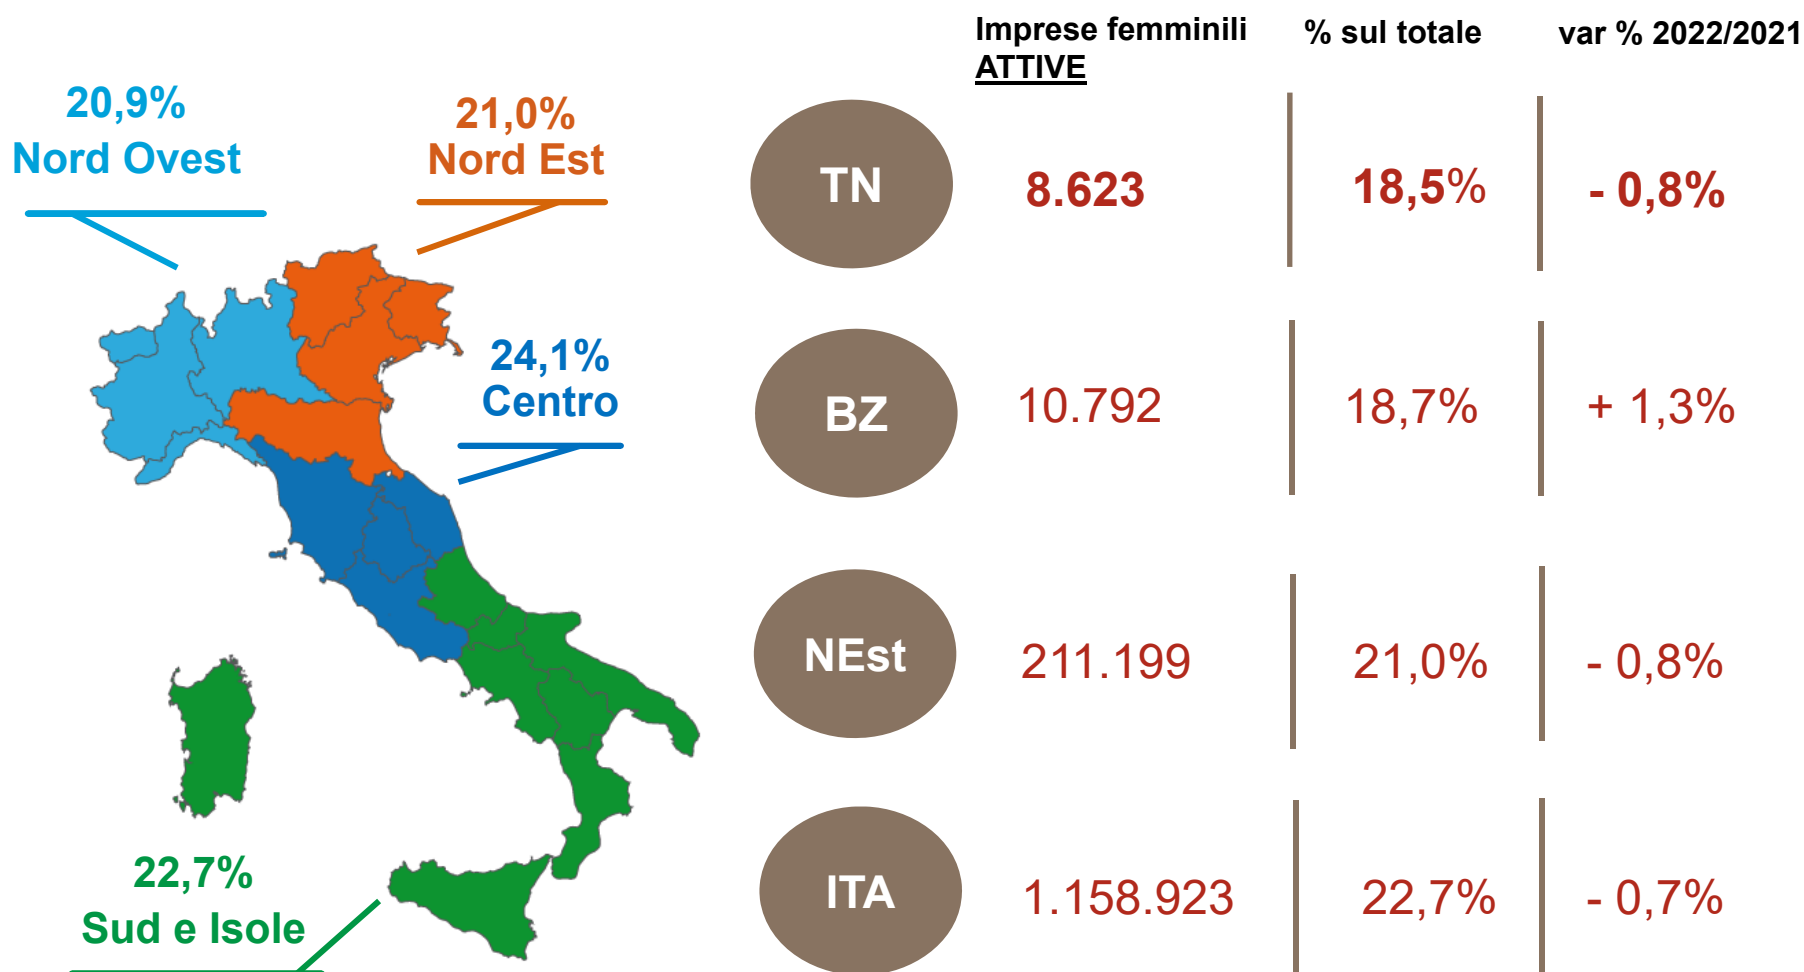 Imprese femminili
ATTIVE
% sul totale
var % 2022/2021
20,9%
Nord Ovest
21,0%
Nord Est
24,1%
Centro
22,7%
Sud e Isole
TN
8.623
18,5%
- 0,8%
BZ
10.792
18,7%
+ 1,3%
NEst
211.199
21,0%
- 0,8%
ITA
1.158.923
22,7%
- 0,7%